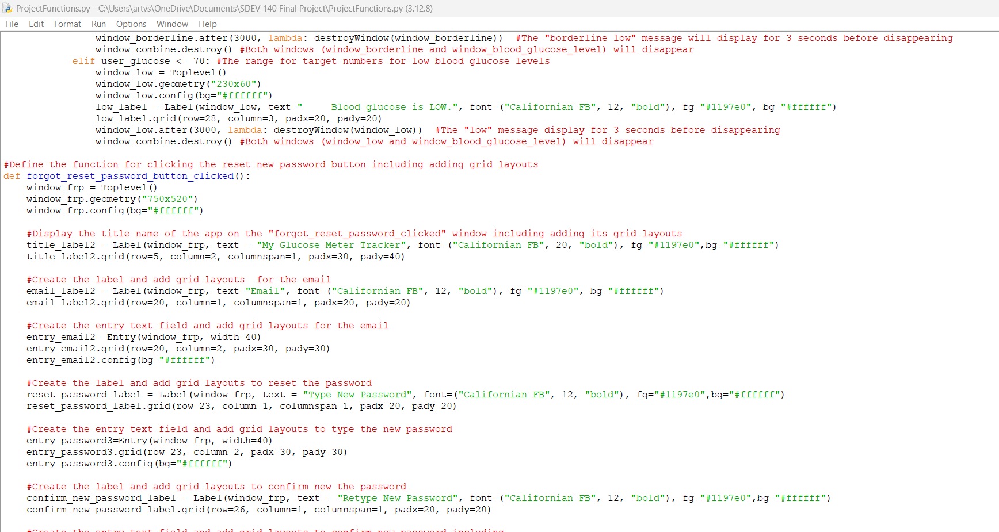 ProjectFunctions.py - C:\Users\artvs\OneDrive\Documents\SDEV 140 Final Project\ProjectFunctions.py (3.12.8)
File Edit Format Run Options Window Help
            window_borderline.after(3000, lambda: destroyWindow(window_borderline))  #The "borderline low" message will display for 3 seconds before disappearing
                window_combine.destroy() #Both windows (window_borderline and window_blood_glucose_level) will disappear
            elif user_glucose <= 70: #The range for target numbers for low blood glucose levels
                window_low = Toplevel()
                window_low.geometry("230x60")
                window_low.config(bg="#ffffff")
                low_label = Label(window_low, text="     Blood glucose is LOW.", font=("Californian FB", 12, "bold"), fg="#1197e0", bg="#ffffff")
                low_label.grid(row=28, column=3, padx=20, pady=20)
                window_low.after(3000, lambda: destroyWindow(window_low))  #The "low" message display for 3 seconds before disappearing
                window_combine.destroy() #Both windows (window_low and window_blood_glucose_level) will disappear
#Define the function for clicking the reset new password button including adding grid layouts
def forgot_reset_password_button_clicked():
    window_frp = Toplevel()
    window_frp.geometry("750x520")
    window_frp.config(bg="#ffffff")
    #Display the title name of the app on the "forgot_reset_password_clicked" window including adding its grid layouts
    title_label2 = Label(window_frp, text = "My Glucose Meter Tracker", font=("Californian FB", 20, "bold"), fg="#1197e0",bg="#ffffff")
    title_label2.grid(row=5, column=2, columnspan=1, padx=30, pady=40)
    #Create the label and add grid layouts  for the email
    email_label2 = Label(window_frp, text="Email", font=("Californian FB", 12, "bold"), fg="#1197e0", bg="#ffffff")
    email_label2.grid(row=20, column=1, columnspan=1, padx=20, pady=20)
    #Create the entry text field and add grid layouts for the email
    entry_email2= Entry(window_frp, width=40)
    entry_email2.grid(row=20, column=2, padx=30, pady=30)
    entry_email2.config(bg="#ffffff")
    #Create the label and add grid layouts to reset the password
    reset_password_label = Label(window_frp, text = "Type New Password", font=("Californian FB", 12, "bold"), fg="#1197e0",bg="#ffffff")
    reset_password_label.grid(row=23, column=1, columnspan=1, padx=20, pady=20)
    #Create the entry text field and add grid layouts to type the new password
    entry_password3=Entry(window_frp, width=40)
    entry_password3.grid(row=23, column=2, padx=30, pady=30)
    entry_password3.config(bg="#ffffff")
    #Create the label and add grid layouts to confirm new the password
    confirm_new_password_label = Label(window_frp, text = "Retype New Password", font=("Californian FB", 12, "bold"), fg="#1197e0",bg="#ffffff")
    confirm_new_password_label.grid(row=26, column=1, columnspan=1, padx=20, pady=20)
    #Create the entry text field and add grid layouts to confirm new password including